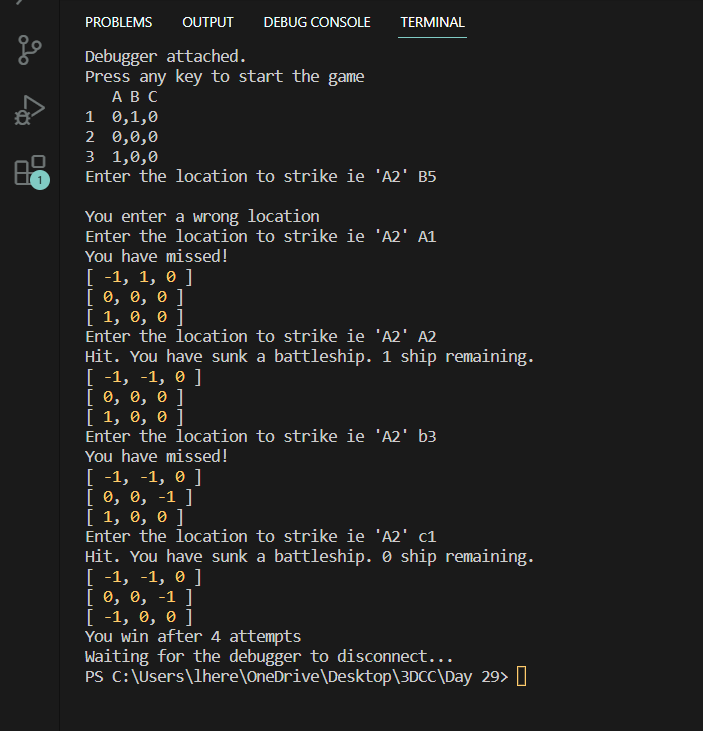 PROBLEMS OUTPUT DEBUG CONSOLE TERMINAL
Debugger attached.
Press any key to start the game
A B C
1 0,1,0
2 0,0,0
3 1,0,0
Enter the location to strike ie 'A2' B5
You enter a wrong location
Enter the location to strike ie 'A2' A1
You have missed!
[ -1, 1, 0 ]
[ 0, 0, 0 ]
[ 1, 0, 0 ]
Enter the location to strike ie 'A2' A2
Hit. You have sunk a battleship. 1 ship remaining.
[ -1, -1, 0 ]
[ 0, 0, 0 ]
[ 1, 0, 0 ]
Enter the location to strike ie 'A2' b3
You have missed!
[ -1, -1, 0 ]
[ 0, 0, -1 ]
[ 1, 0, 0 ]
Enter the location to strike ie 'A2' c1
Hit. You have sunk a battleship. 0 ship remaining.
[ -1, -1, 0 ]
[ 0, 0, -1 ]
[ -1, 0, 0 ]
You win after 4 attempts
Waiting for the debugger to disconnect...
PS C:\Users\lhere\OneDrive\Desktop\3DCC\Day 29>
1